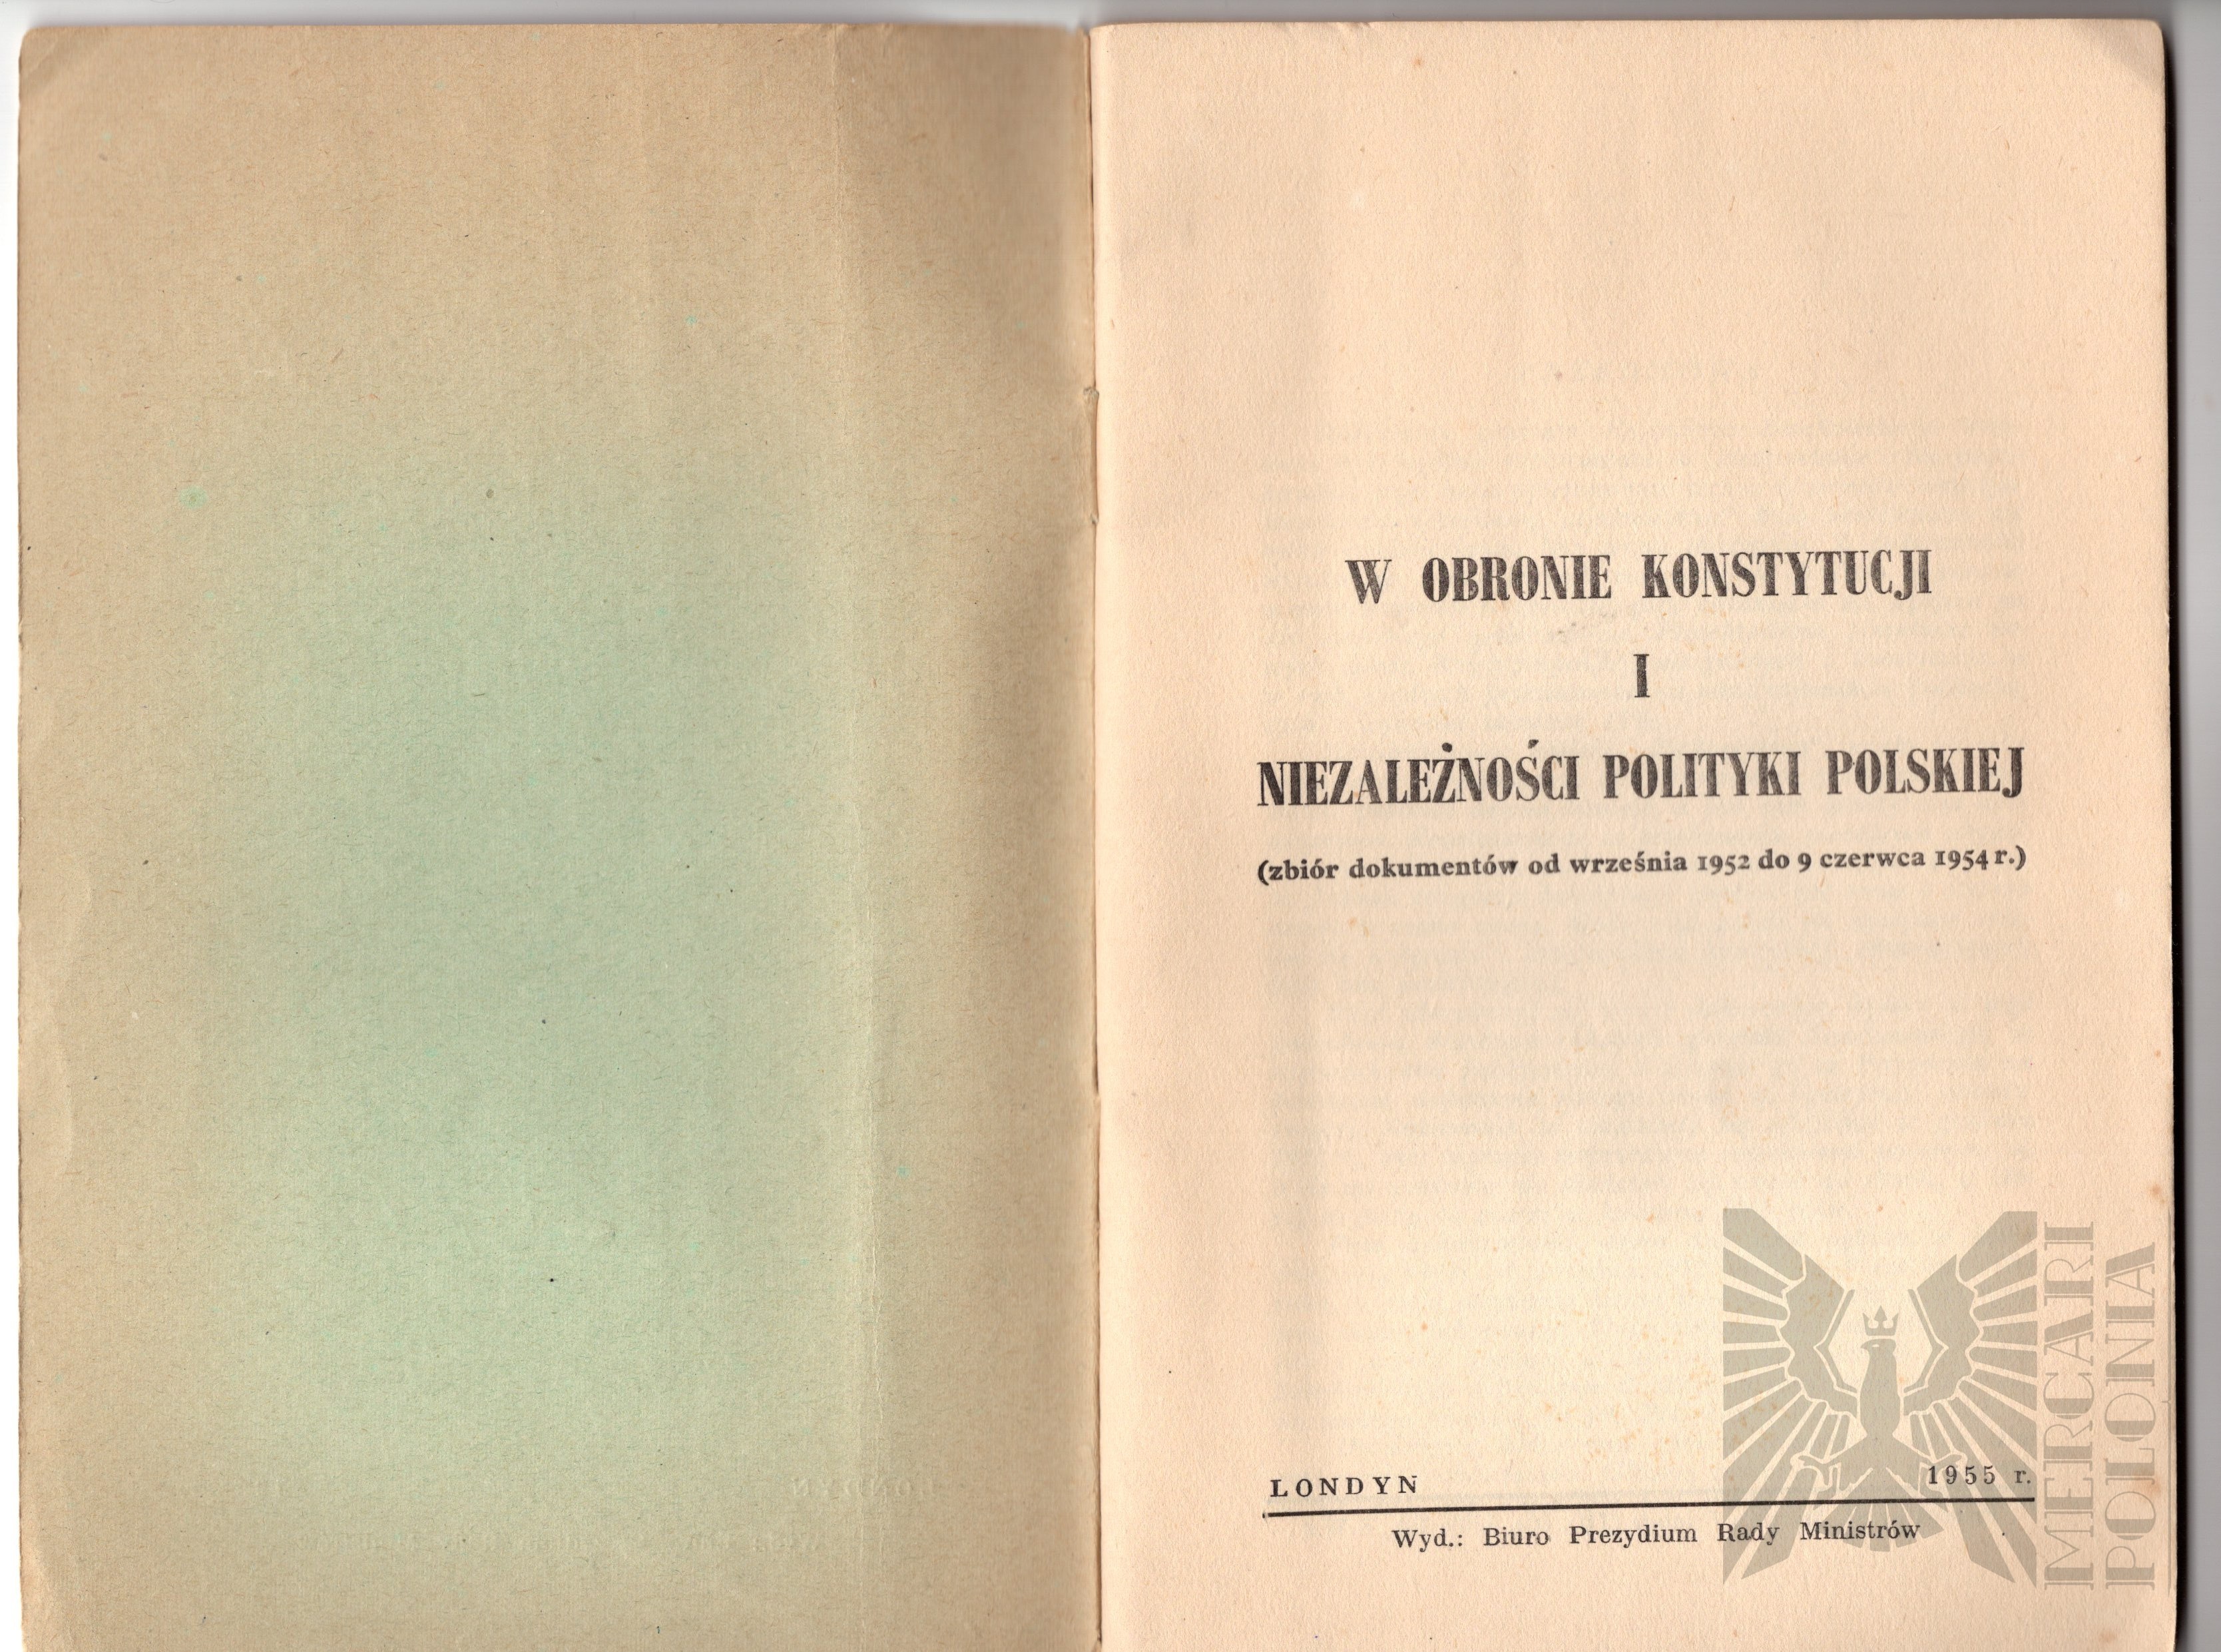 W OBRONIE KONSTYTUCJI
I
NIEZALEŻNOŚCI POLITYKI POLSKIEJ
(zbiór dokumentów od września 1952 do 9 czerwca 1954 r.)
LONDYN 1955 r.
Wyd.: Biuro Prezydium Rady Ministrów
MERCARI
POLONIA